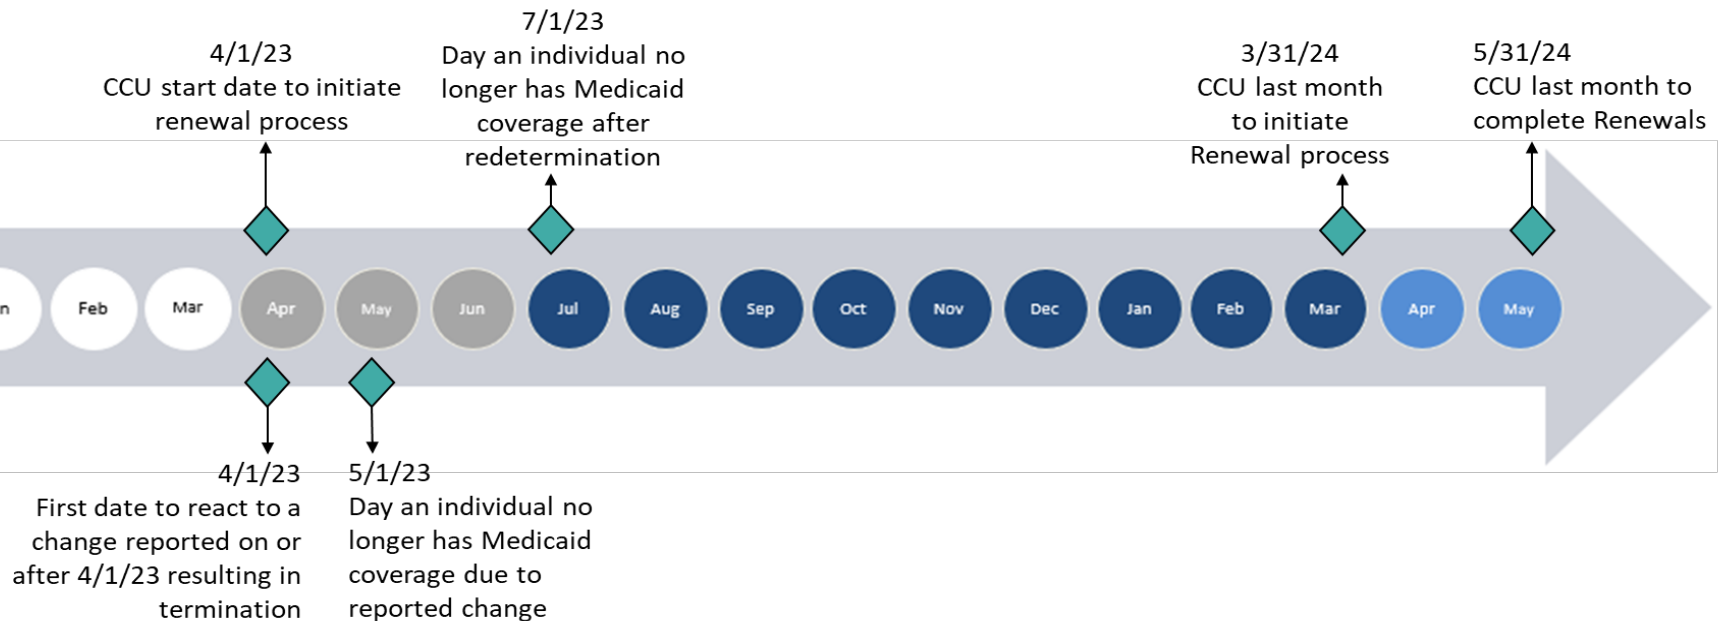 4/1/23
CCU start date to initiate
renewal process
7/1/23
Day an individual no
longer has Medicaid
coverage after
redetermination
3/31/24
CCU last month
to initiate
Renewal process
5/31/24
CCU last month to
complete Renewals
n
Feb
Mar
Apr
May
Jun
Jul
Aug
Sep
Oct
Nov
Dec
Jan
Feb
Mar
Apr
May
4/1/23
First date to react to a
change reported on or
after 4/1/23 resulting in
termination
5/1/23
Day an individual no
longer has Medicaid
coverage due to
reported change